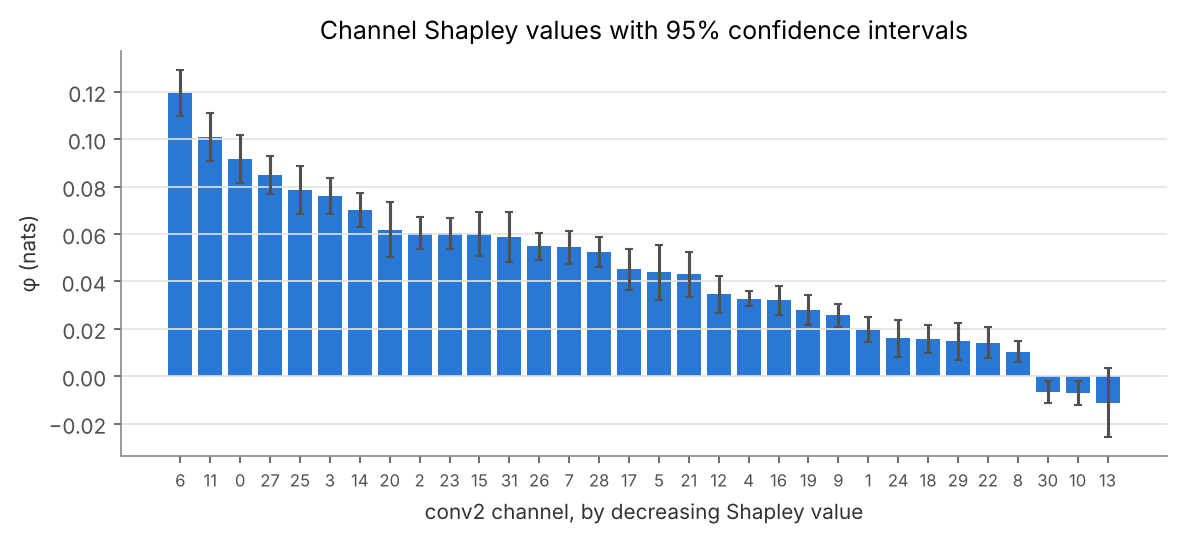 Channel Shapley values with 95% confidence intervals
φ (nats)
0.12
0.10
0.08
0.06
0.04
0.02
0.00
−0.02
6 11 0 27 25 3 14 20 2 23 15 31 26 7 28 17 5 21 12 4 16 19 9 1 24 18 29 22 8 30 10 13
conv2 channel, by decreasing Shapley value